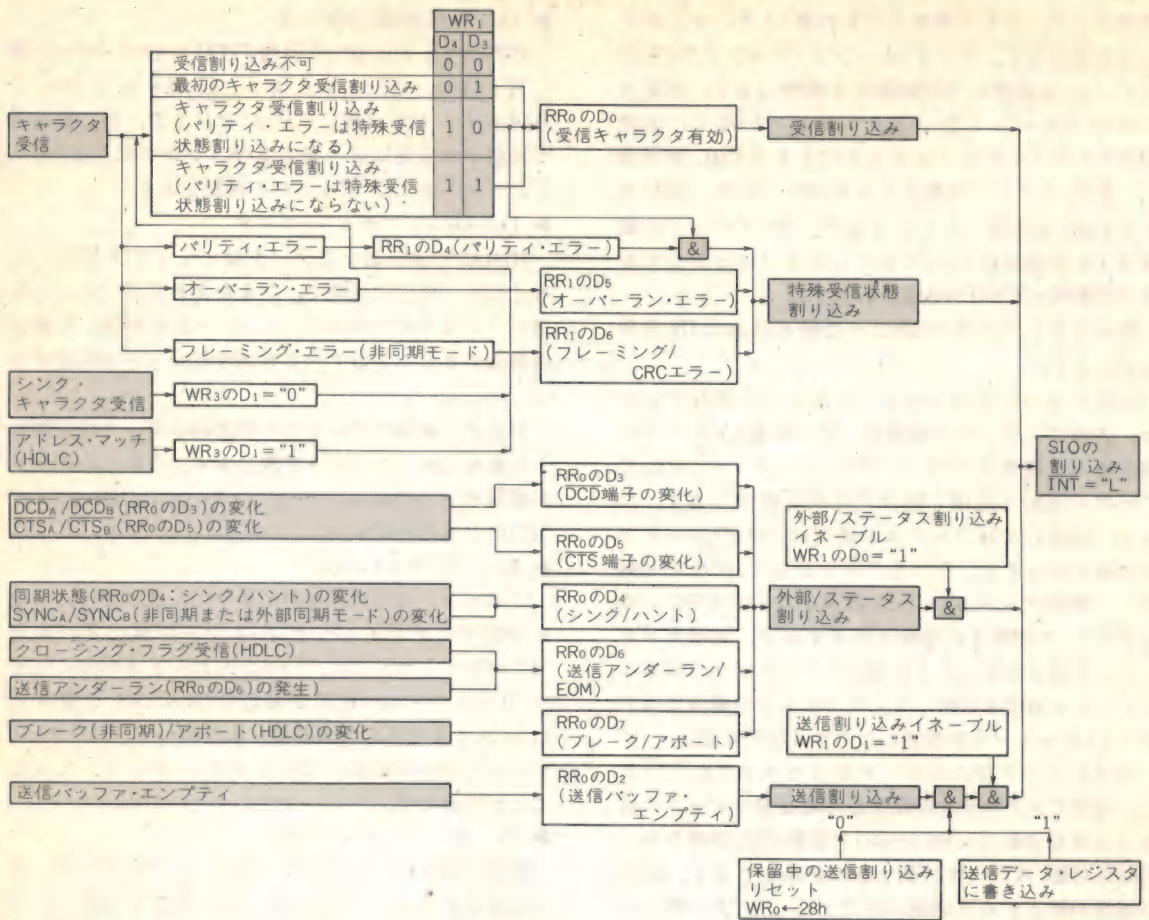 WR₁
D₄ D₃
受信割り込み不可 0 0
最初のキャラクタ受信割り込み 0 1
キャラクタ受信割り込み
(パリティ・エラーは特殊受信
状態割り込みになる) 1 0
キャラクタ受信割り込み
(パリティ・エラーは特殊受信
状態割り込みにならない) 1 1
キャラクタ
受信
RR₀のD₀
(受信キャラクタ有効)
受信割り込み
パリティ・エラー
RR₁のD₄(パリティ・エラー)
&
オーバラン・エラー
RR₁のD₅
(オーバーラン・エラー)
特殊受信状態
割り込み
フレーミング・エラー(非同期モード)
RR₁のD₆
(フレーミング/
CRCエラー)
シンク・
キャラクタ受信
WR₃のD₁="0"
アドレス・マッチ
(HDLC)
WR₃のD₁="1"
SIOの
割り込み
I̅N̅T̅="L"
D̅C̅D̅ᴀ̅/D̅C̅D̅ʙ̅(RR₀のD₃)の変化
C̅T̅S̅ᴀ̅/C̅T̅S̅ʙ̅(RR₀のD₅)の変化
RR₀のD₃
(D̅C̅D̅端子の変化)
RR₀のD₅
(C̅T̅S̅端子の変化)
外部/ステータス割り込み
イネーブル
WR₁のD₀="1"
同期状態(RR₀のD₄:シンク/ハント)の変化
SYNCᴀ/SYNCʙ(非同期または外部同期モード)の変化
RR₀のD₄
(シンク/ハント)
外部/ステータス
割り込み
&
クロージング・フラグ受信(HDLC)
送信アンダーラン(RR₀のD₆)の発生)
RR₀のD₆
(送信アンダーラン/
EOM)
ブレーク(非同期)/アボート(HDLC)の変化
RR₀のD₇
(ブレーク/アボート)
送信割り込みイネーブル
WR₁のD₁="1"
送信バッファ・エンプティ
RR₀のD₂
(送信バッファ・
エンプティ)
送信割り込み
&
&
"0"
"1"
保留中の送信割り込み
リセット
WR₀←28h
送信データ・レジスタ
に書き込み